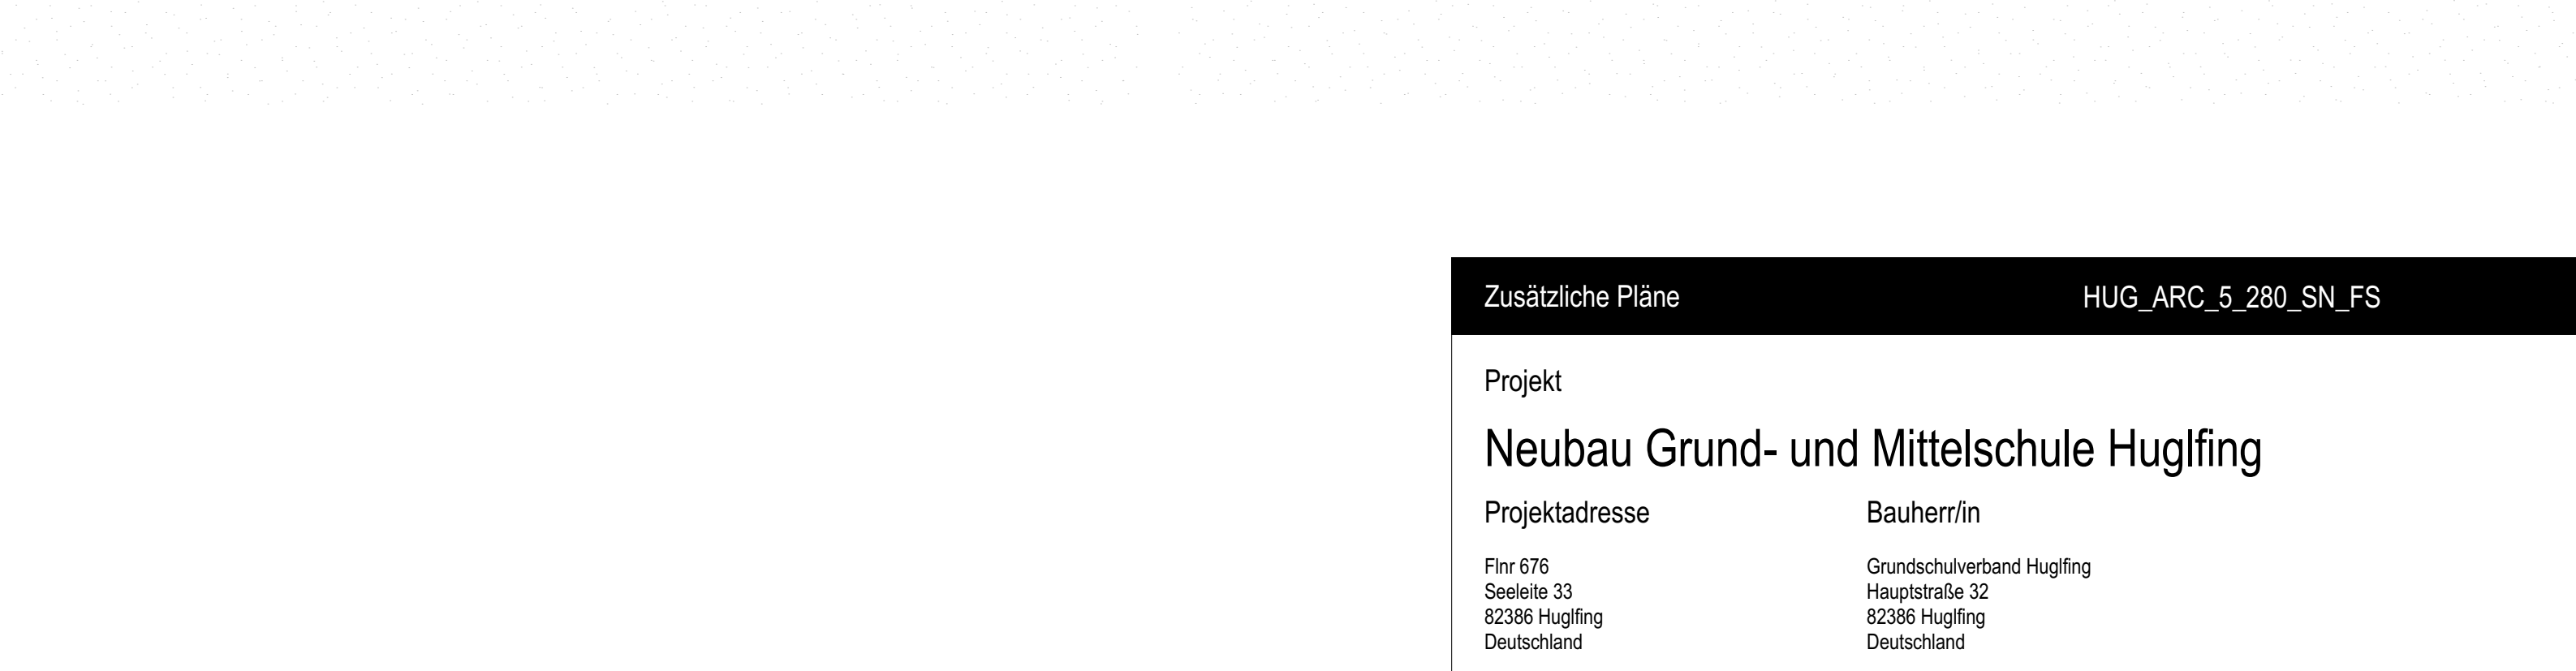 Zusätzliche Pläne HUG_ARC_5_280_SN_FS
Projekt
Neubau Grund- und Mittelschule Huglfing
Projektadresse
Flnr 676
Seeleite 33
82386 Huglfing
Deutschland
Bauherr/in
Grundschulverband Huglfing
Hauptstraße 32
82386 Huglfing
Deutschland